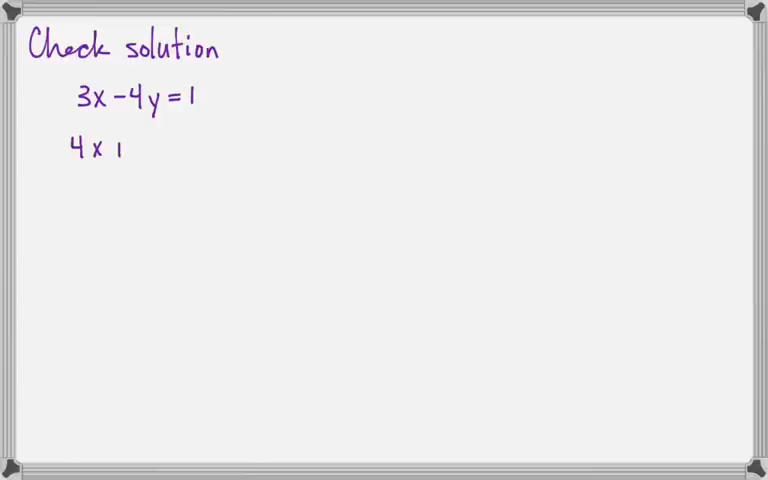 Check solution
3x - 4y = 1
4x 1